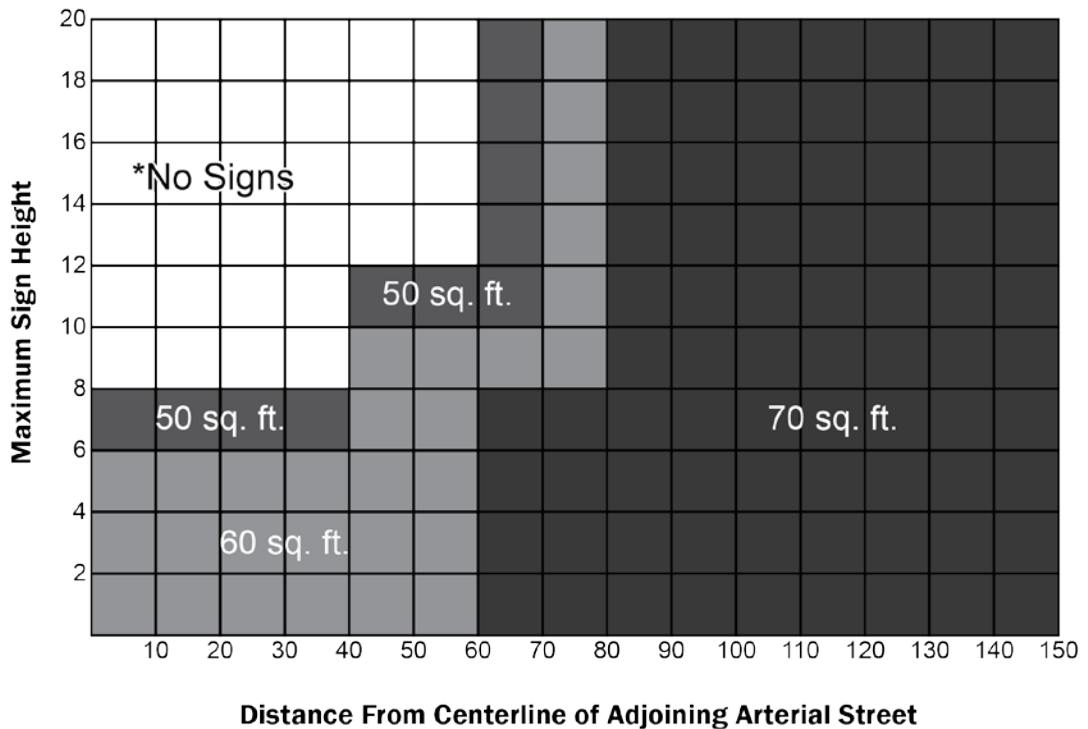 20
18
16
*No Signs
14
12
50 sq. ft.
10
8
50 sq. ft.
70 sq. ft.
6
4
60 sq. ft.
2
Maximum Sign Height
10 20 30 40 50 60 70 80 90 100 110 120 130 140 150
Distance From Centerline of Adjoining Arterial Street